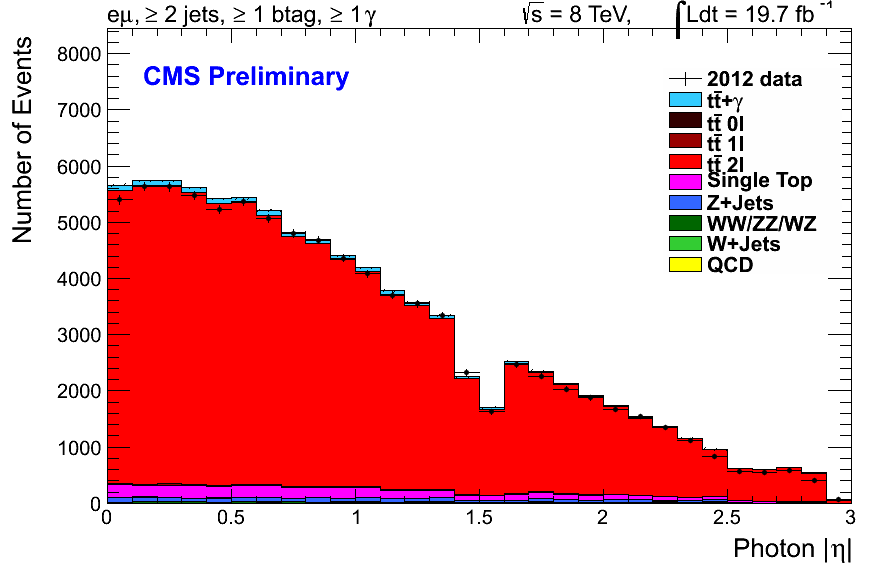 eμ, ≥ 2 jets, ≥ 1 btag, ≥ 1 γ
√s = 8 TeV, ∫Ldt = 19.7 fb⁻¹
CMS Preliminary
Number of Events
8000
7000
6000
5000
4000
3000
2000
1000
0
2012 data
tt̄+γ
tt̄ 0l
tt̄ 1l
tt̄ 2l
Single Top
Z+Jets
WW/ZZ/WZ
W+Jets
QCD
0 0.5 1 1.5 2 2.5 3
Photon |η|